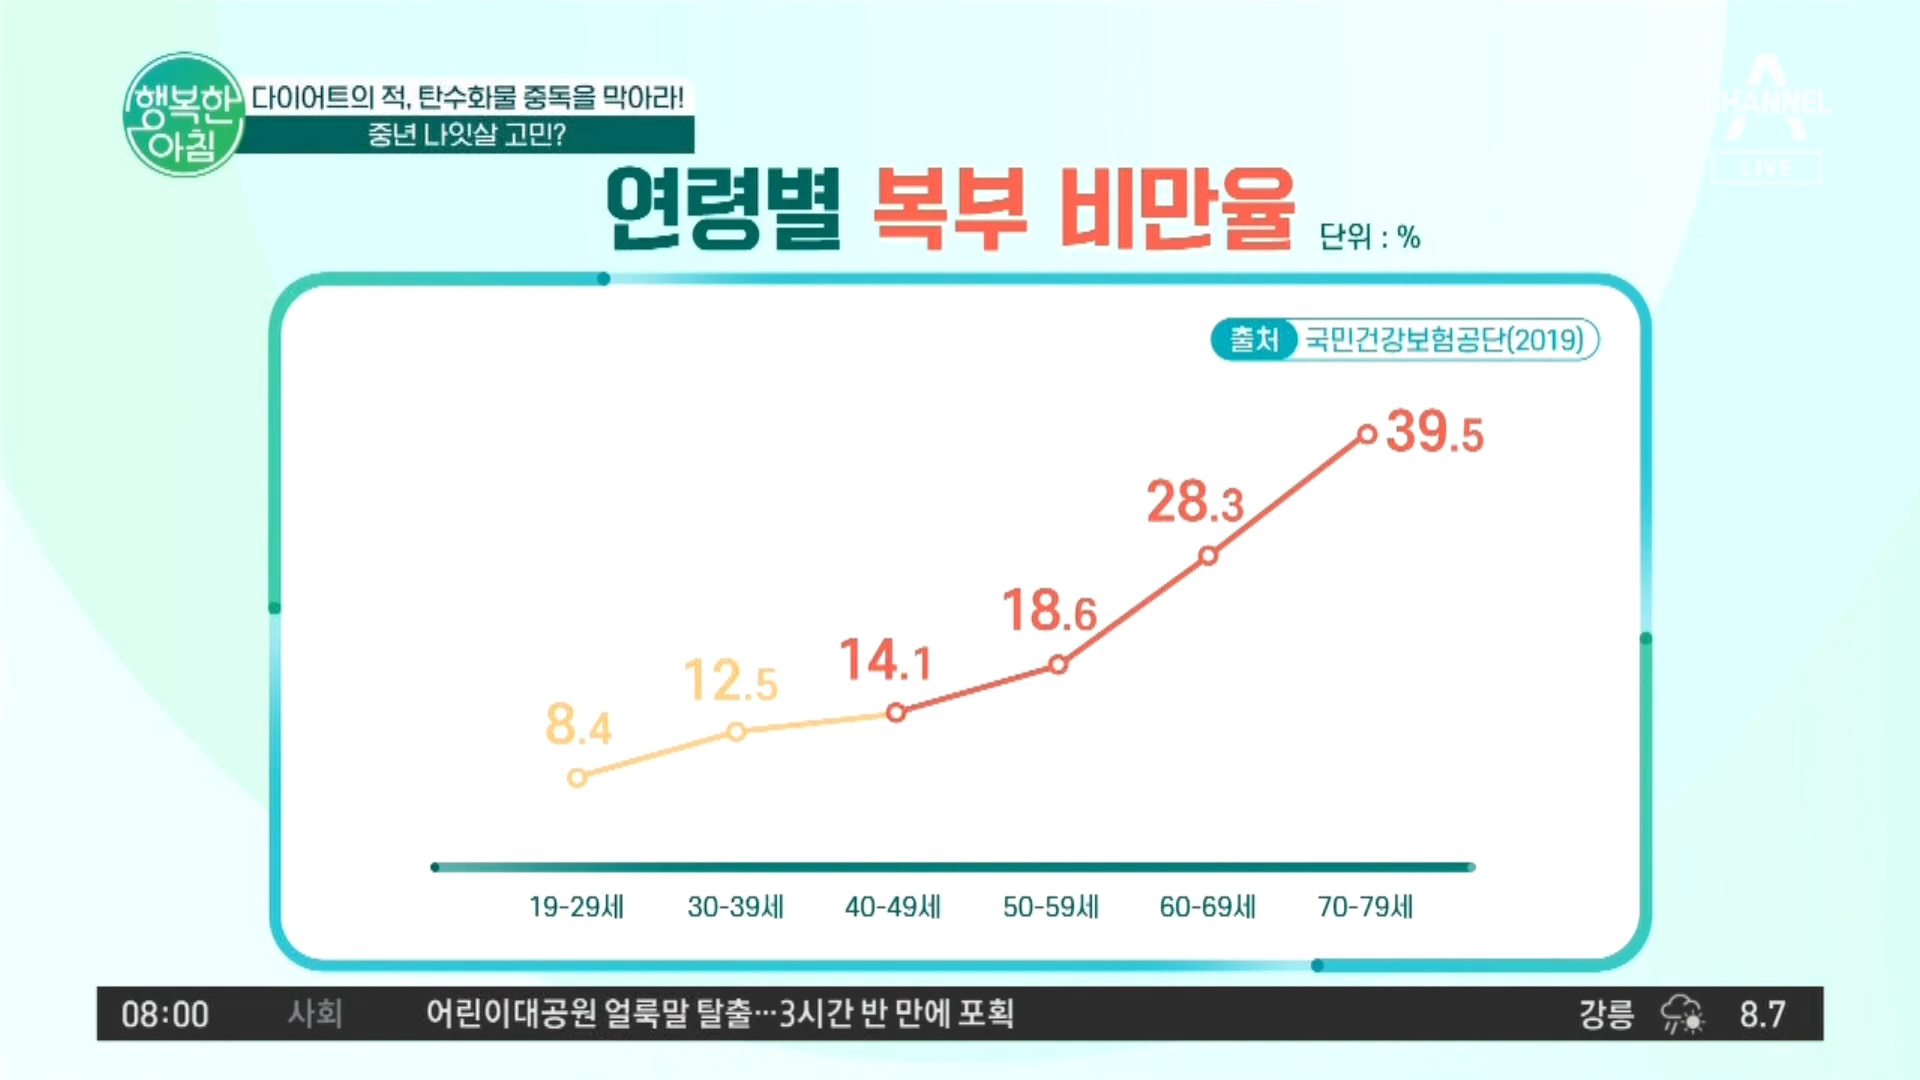 행복한
아침
다이어트의 적, 탄수화물 중독을 막아라!
중년 나잇살 고민?
CHANNEL A
LIVE
연령별 복부 비만율 단위 : %
출처 국민건강보험공단(2019)
39.5
28.3
18.6
14.1
12.5
8.4
19-29세 30-39세 40-49세 50-59세 60-69세 70-79세
08:00 사회 어린이대공원 얼룩말 탈출…3시간 반 만에 포획 강릉 8.7